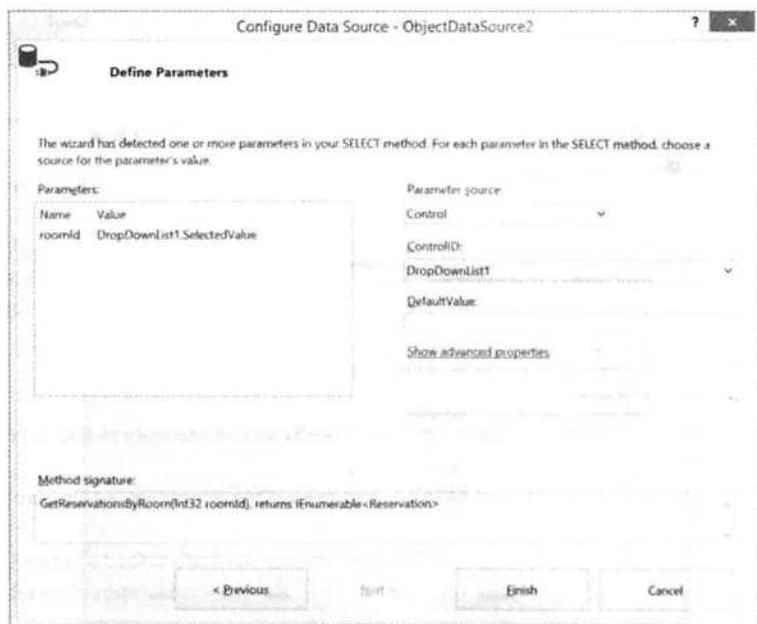 Configure Data Source - ObjectDataSource2
?
×
Define Parameters
The wizard has detected one or more parameters in your SELECT method. For each parameter in the SELECT method, choose a
source for the parameter's value.
Parameters:
Name Value
roomId DropDownList1.SelectedValue
Parameter source:
Control
ControlID:
DropDownList1
DefaultValue:
Show advanced properties
Method signature:
GetReservationsByRoom(Int32 roomId), returns IEnumerable<Reservation>
< Previous
Next >
Finish
Cancel